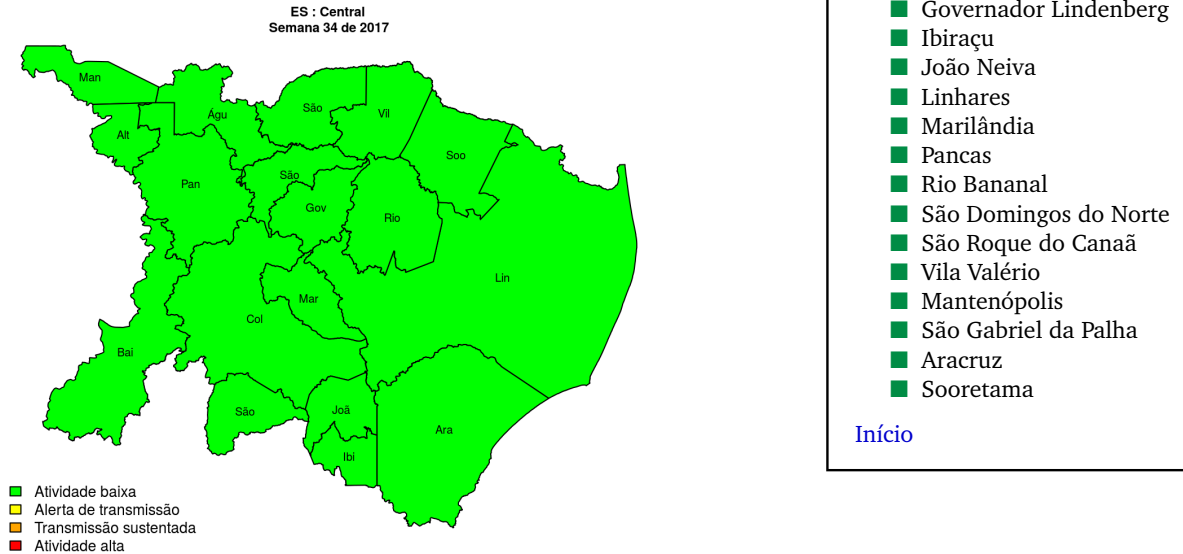 ES : Central
Semana 34 de 2017
Man
Águ
São
Vil
Alt
Soo
São
Pan
Gov
Rio
Lin
Mar
Col
Bai
São
Joã
Ara
Ibi
Atividade baixa
Alerta de transmissão
Transmissão sustentada
Atividade alta
Governador Lindenberg
Ibiraçu
João Neiva
Linhares
Marilândia
Pancas
Rio Bananal
São Domingos do Norte
São Roque do Canaã
Vila Valério
Mantenópolis
São Gabriel da Palha
Aracruz
Sooretama
Início